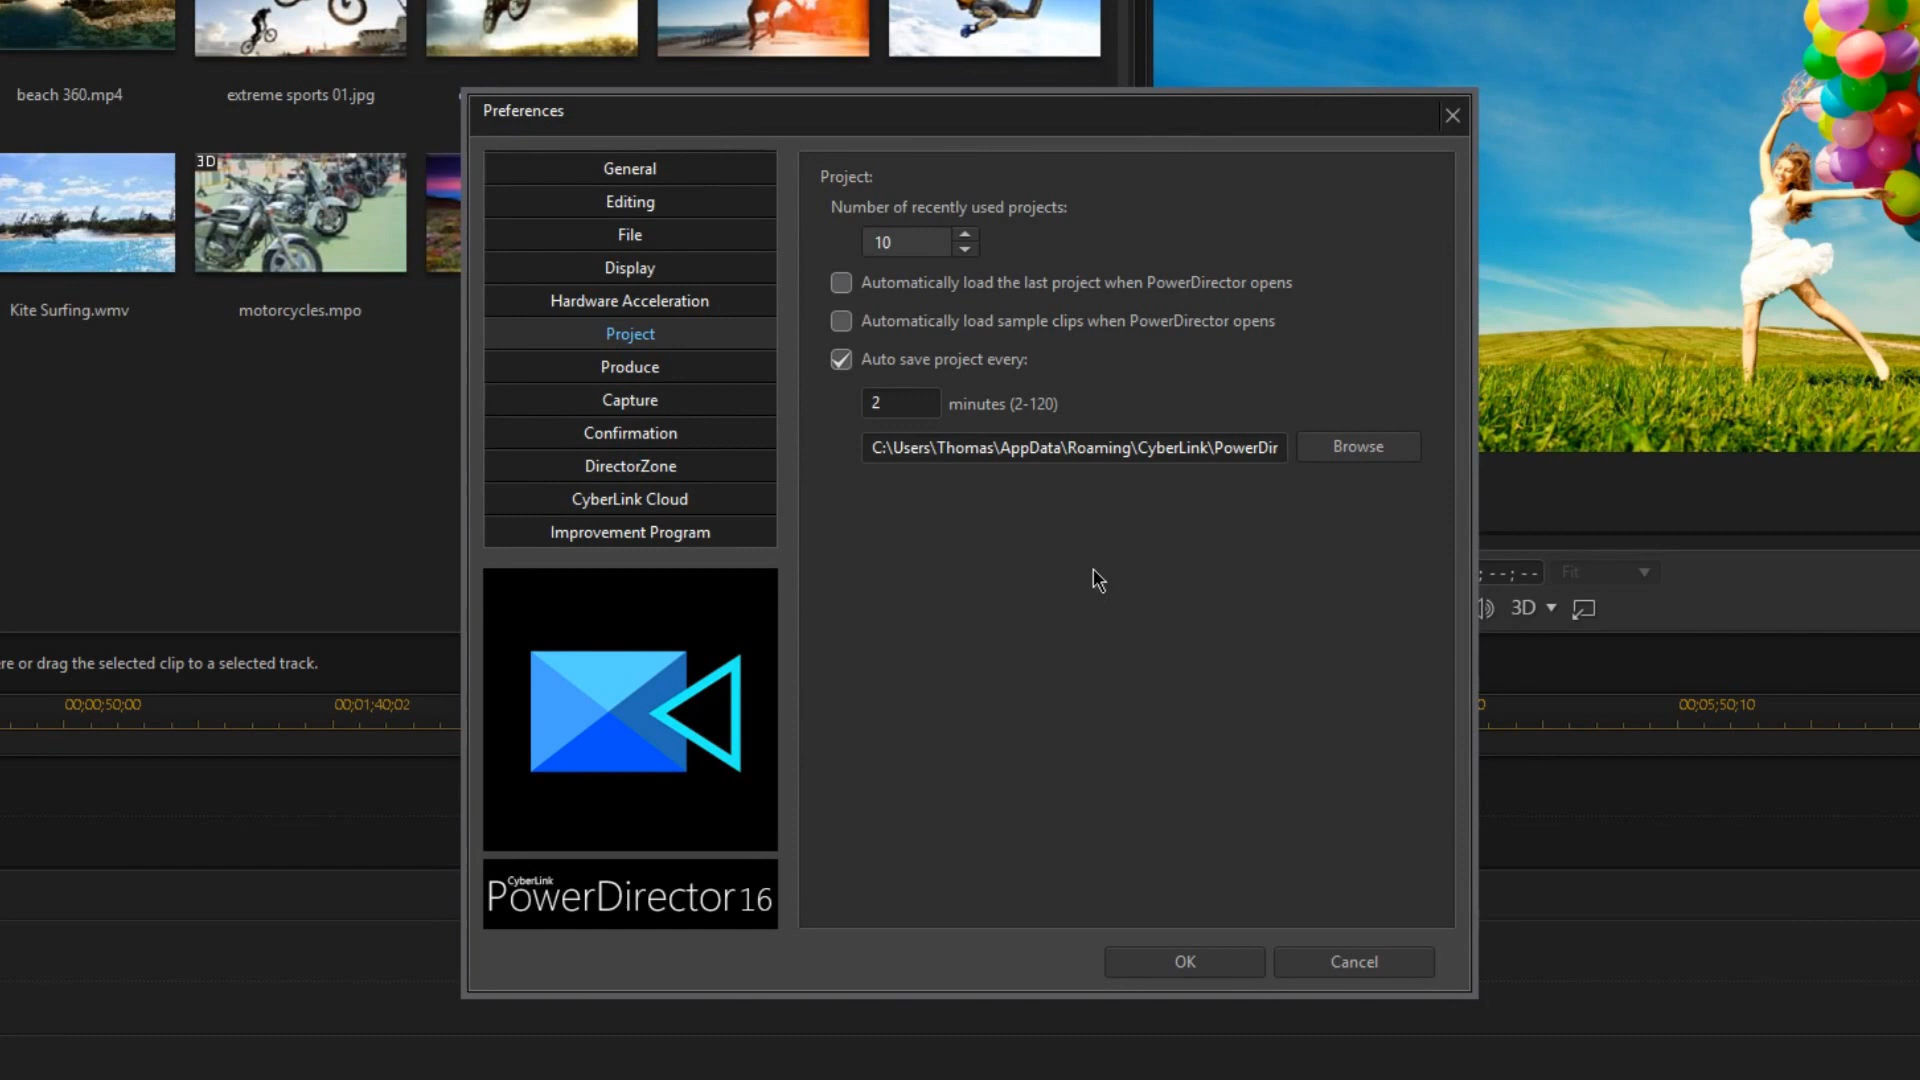 beach 360.mp4
extreme sports 01.jpg
3D
Kite Surfing.wmv
motorcycles.mpo
Preferences
General
Editing
File
Display
Hardware Acceleration
Project
Produce
Capture
Confirmation
DirectorZone
CyberLink Cloud
Improvement Program
CyberLink
PowerDirector 16
Project:
Number of recently used projects:
10
Automatically load the last project when PowerDirector opens
Automatically load sample clips when PowerDirector opens
Auto save project every:
2 minutes (2-120)
C:\Users\Thomas\AppData\Roaming\CyberLink\PowerDir Browse
OK Cancel
; - - ; - - Fit
3D
re or drag the selected clip to a selected track.
00;00;50;00 00;01;40;02 0 00;05;50;10